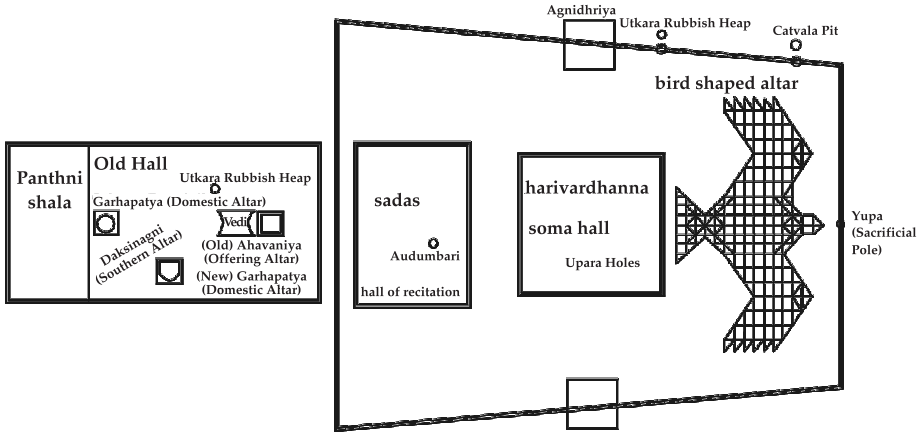 Agnidhriya
Utkara Rubbish Heap
Catvala Pit
bird shaped altar
Panthni
shala
Old Hall
Utkara Rubbish Heap
Garhapatya (Domestic Altar)
Vedi
Daksinagni
(Southern Altar)
(Old) Ahavaniya
(Offering Altar)
(New) Garhapatya
(Domestic Altar)
sadas
Audumbari
hall of recitation
harivardhanna
soma hall
Upara Holes
Yupa
(Sacrificial
Pole)